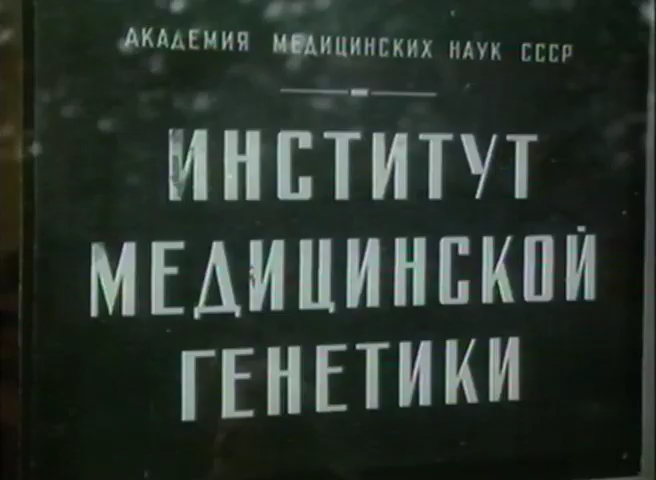 АКАДЕМИЯ МЕДИЦИНСКИХ НАУК СССР
ИНСТИТУТ
МЕДИЦИНСКОЙ
ГЕНЕТИКИ